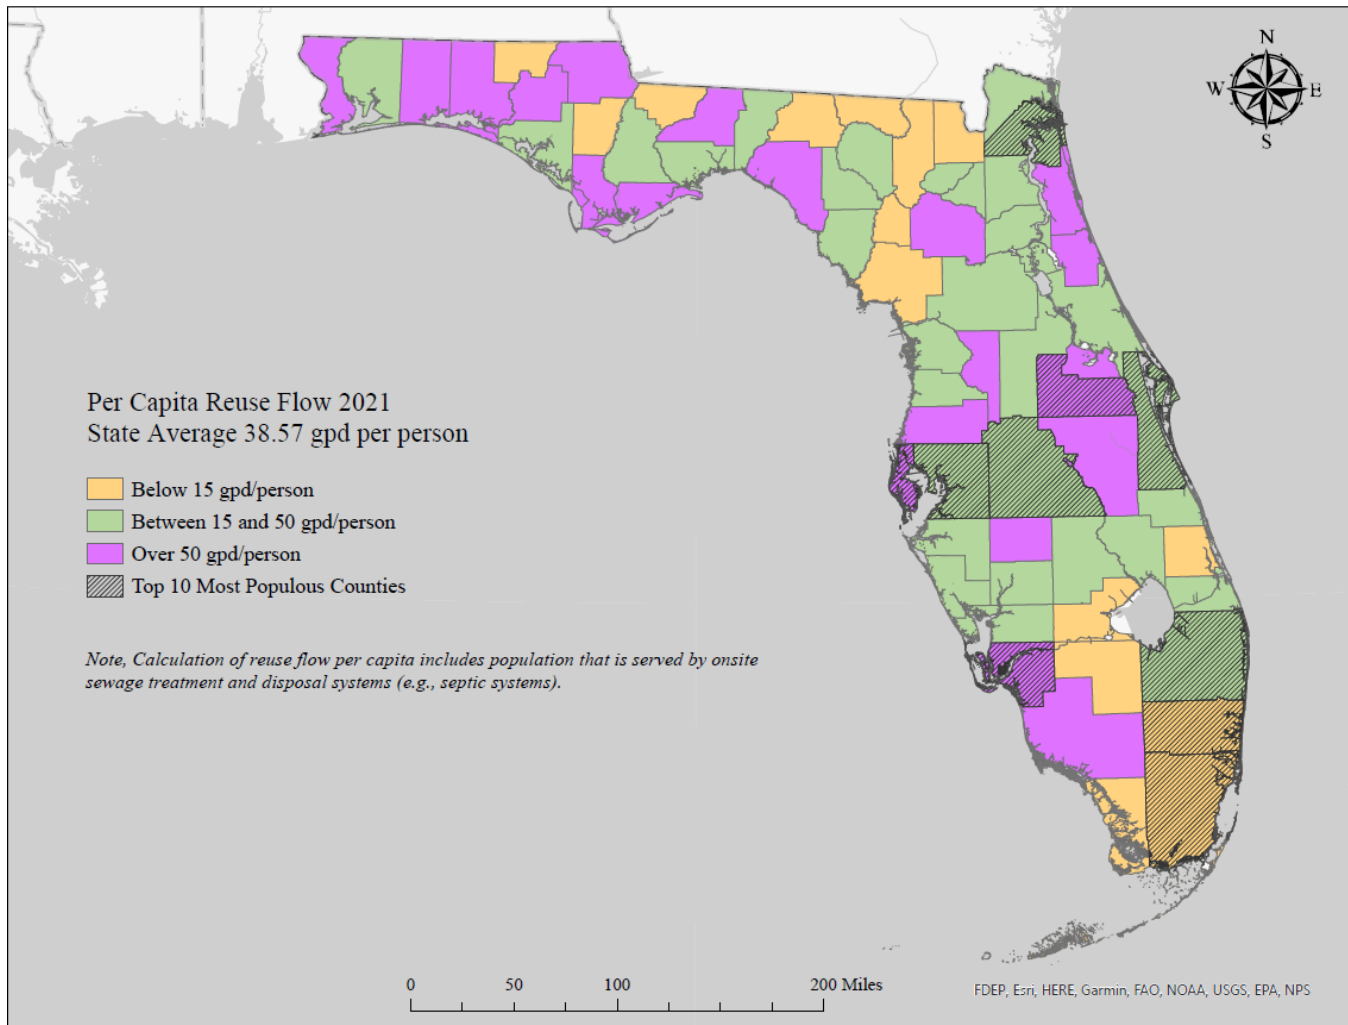 N
W E
S
Per Capita Reuse Flow 2021
State Average 38.57 gpd per person
Below 15 gpd/person
Between 15 and 50 gpd/person
Over 50 gpd/person
Top 10 Most Populous Counties
Note, Calculation of reuse flow per capita includes population that is served by onsite
sewage treatment and disposal systems (e.g., septic systems).
0 50 100 200 Miles
FDEP, Esri, HERE, Garmin, FAO, NOAA, USGS, EPA, NPS